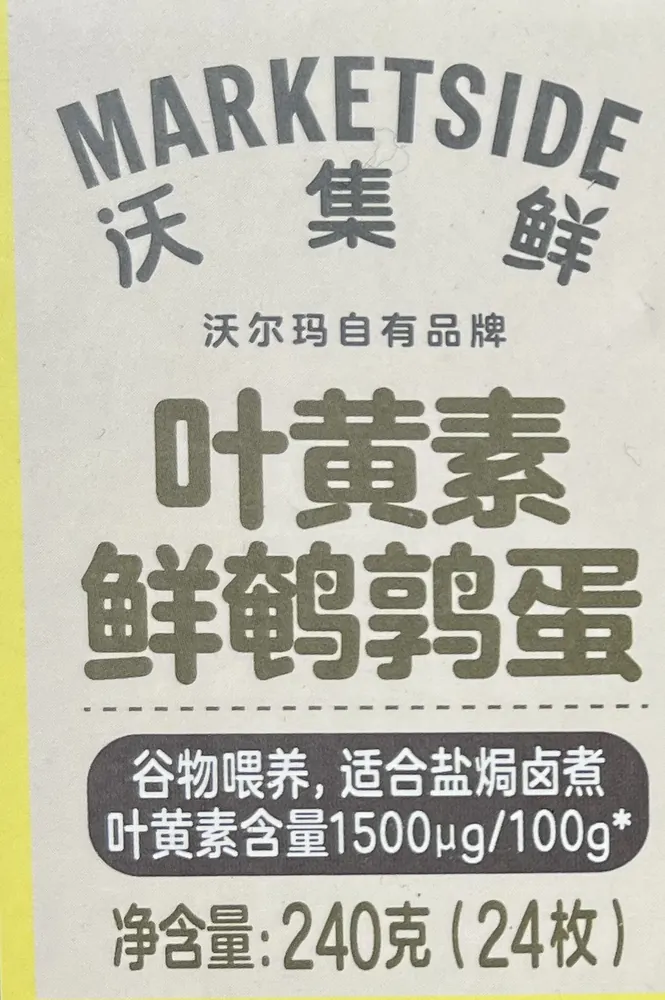 MARKETSIDE
沃集鲜
沃尔玛自有品牌
叶黄素
鲜鹌鹑蛋
谷物喂养,适合盐焗卤煮
叶黄素含量1500μg/100g*
净含量:240克(24枚)